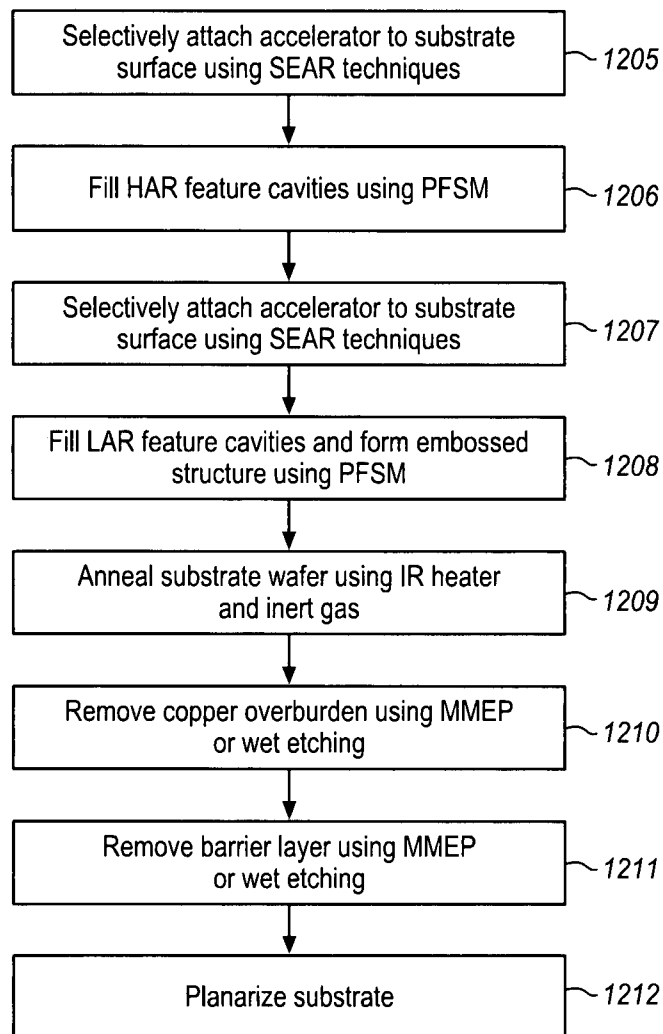 Selectively attach accelerator to substrate
surface using SEAR techniques
1205
Fill HAR feature cavities using PFSM
1206
Selectively attach accelerator to substrate
surface using SEAR techniques
1207
Fill LAR feature cavities and form embossed
structure using PFSM
1208
Anneal substrate wafer using IR heater
and inert gas
1209
Remove copper overburden using MMEP
or wet etching
1210
Remove barrier layer using MMEP
or wet etching
1211
Planarize substrate
1212